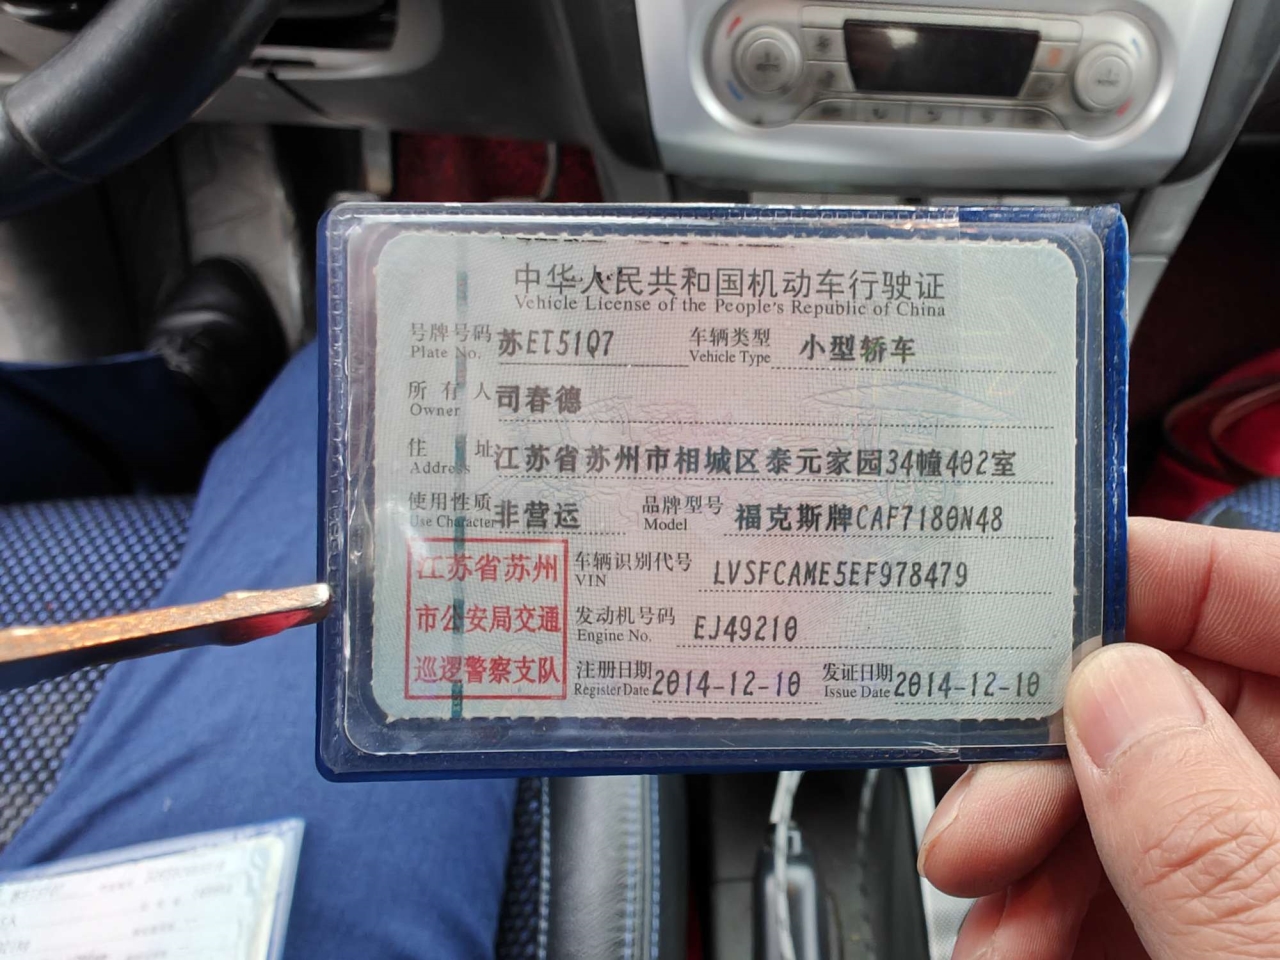 中华人民共和国机动车行驶证
Vehicle License of the People's Republic of China
号牌号码 苏ET51Q7 车辆类型 小型轿车
Plate No. Vehicle Type
所有人 司春德
Owner
住址 江苏省苏州市相城区泰元家园34幢402室
Address
使用性质 非营运 品牌型号 福克斯牌CAF7180N48
Use Character Model
江苏省苏州 车辆识别代号 LVSFCAME5EF978479
VIN
市公安局交通 发动机号码 EJ49210
Engine No.
巡逻警察支队 注册日期 2014-12-10 发证日期 2014-12-10
Register Date Issue Date